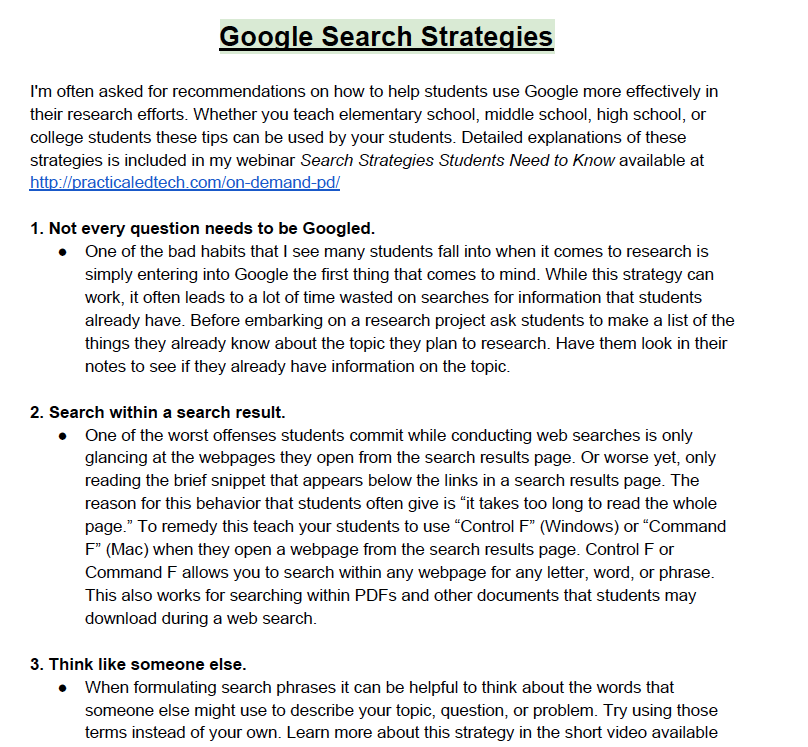 Google Search Strategies
I'm often asked for recommendations on how to help students use Google more effectively in
their research efforts. Whether you teach elementary school, middle school, high school, or
college students these tips can be used by your students. Detailed explanations of these
strategies is included in my webinar Search Strategies Students Need to Know available at
http://practicaledtech.com/on-demand-pd/
1. Not every question needs to be Googled.
● One of the bad habits that I see many students fall into when it comes to research is
simply entering into Google the first thing that comes to mind. While this strategy can
work, it often leads to a lot of time wasted on searches for information that students
already have. Before embarking on a research project ask students to make a list of the
things they already know about the topic they plan to research. Have them look in their
notes to see if they already have information on the topic.
2. Search within a search result.
● One of the worst offenses students commit while conducting web searches is only
glancing at the webpages they open from the search results page. Or worse yet, only
reading the brief snippet that appears below the links in a search results page. The
reason for this behavior that students often give is “it takes too long to read the whole
page.” To remedy this teach your students to use “Control F” (Windows) or “Command
F” (Mac) when they open a webpage from the search results page. Control F or
Command F allows you to search within any webpage for any letter, word, or phrase.
This also works for searching within PDFs and other documents that students may
download during a web search.
3. Think like someone else.
● When formulating search phrases it can be helpful to think about the words that
someone else might use to describe your topic, question, or problem. Try using those
terms instead of your own. Learn more about this strategy in the short video available